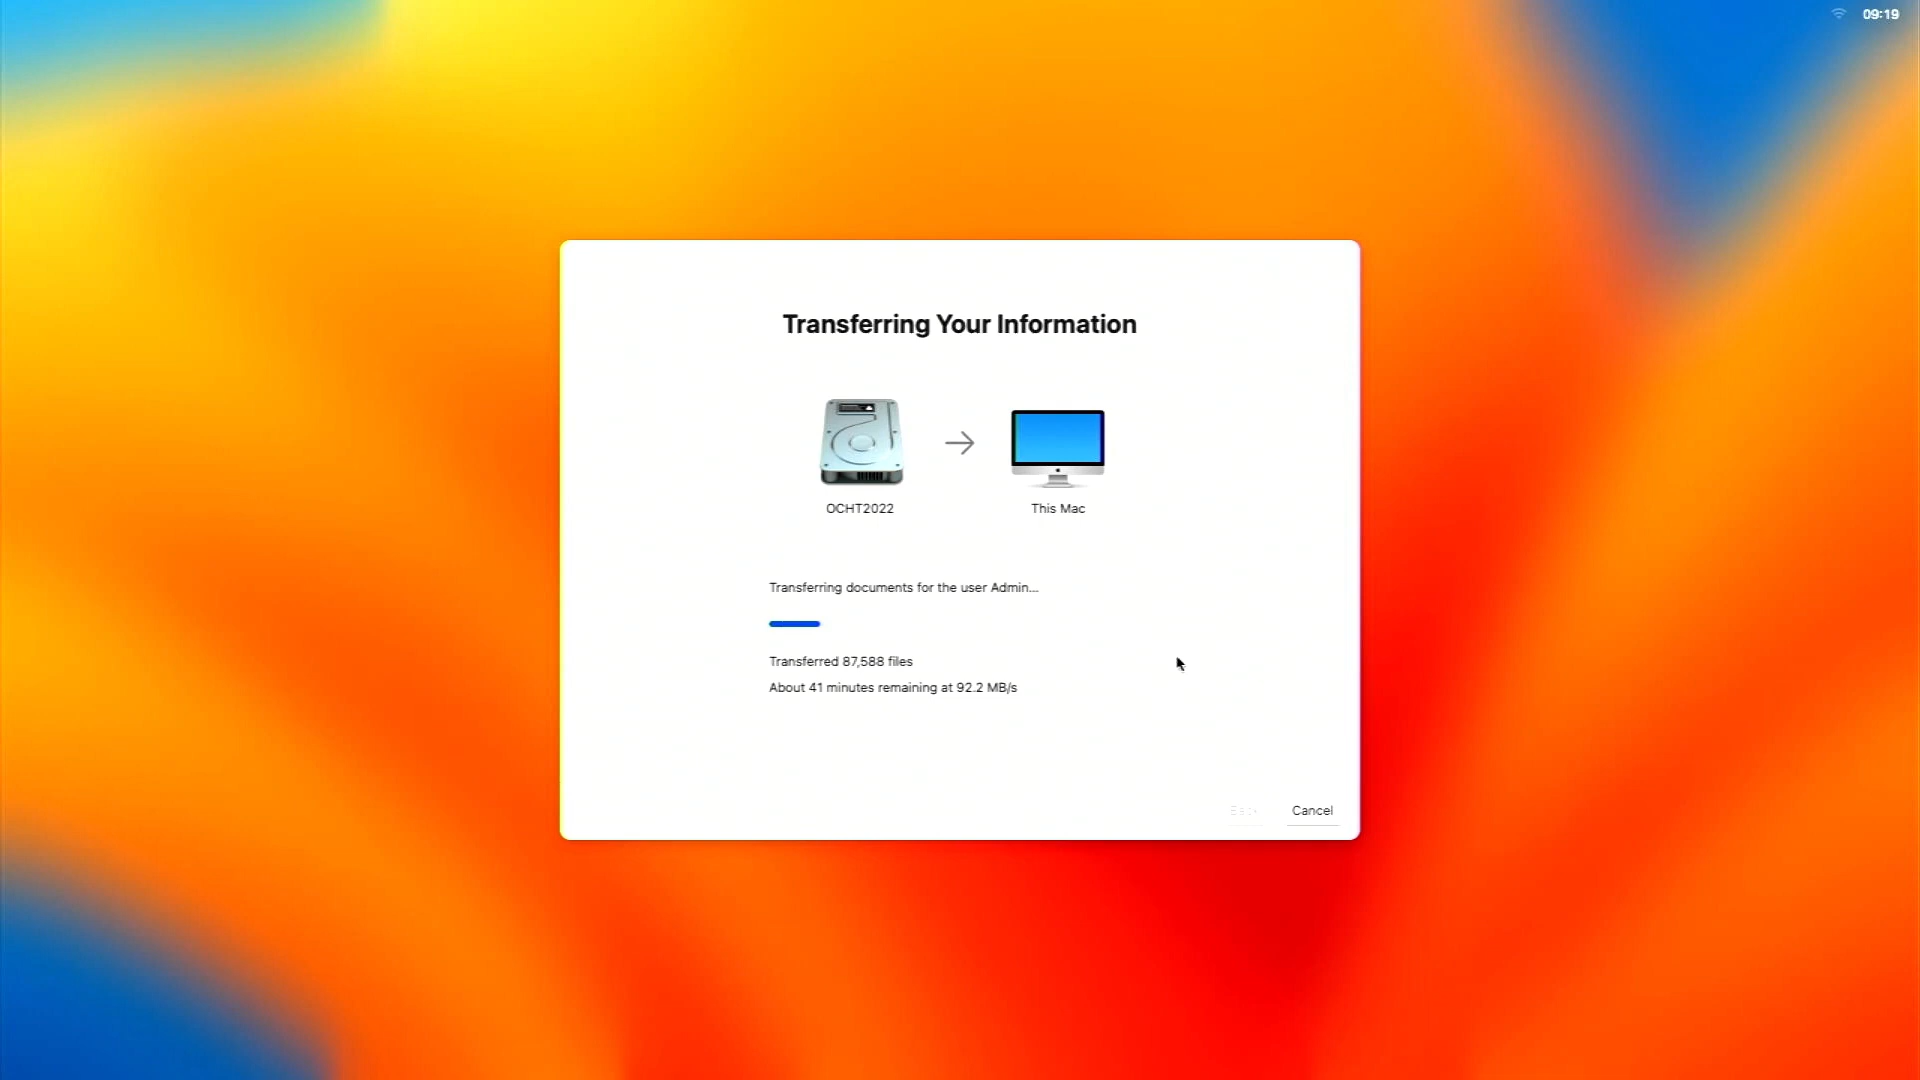 09:19
Transferring Your Information
OCHT2022
This Mac
Transferring documents for the user Admin...
Transferred 87,588 files
About 41 minutes remaining at 92.2 MB/s
Back Cancel